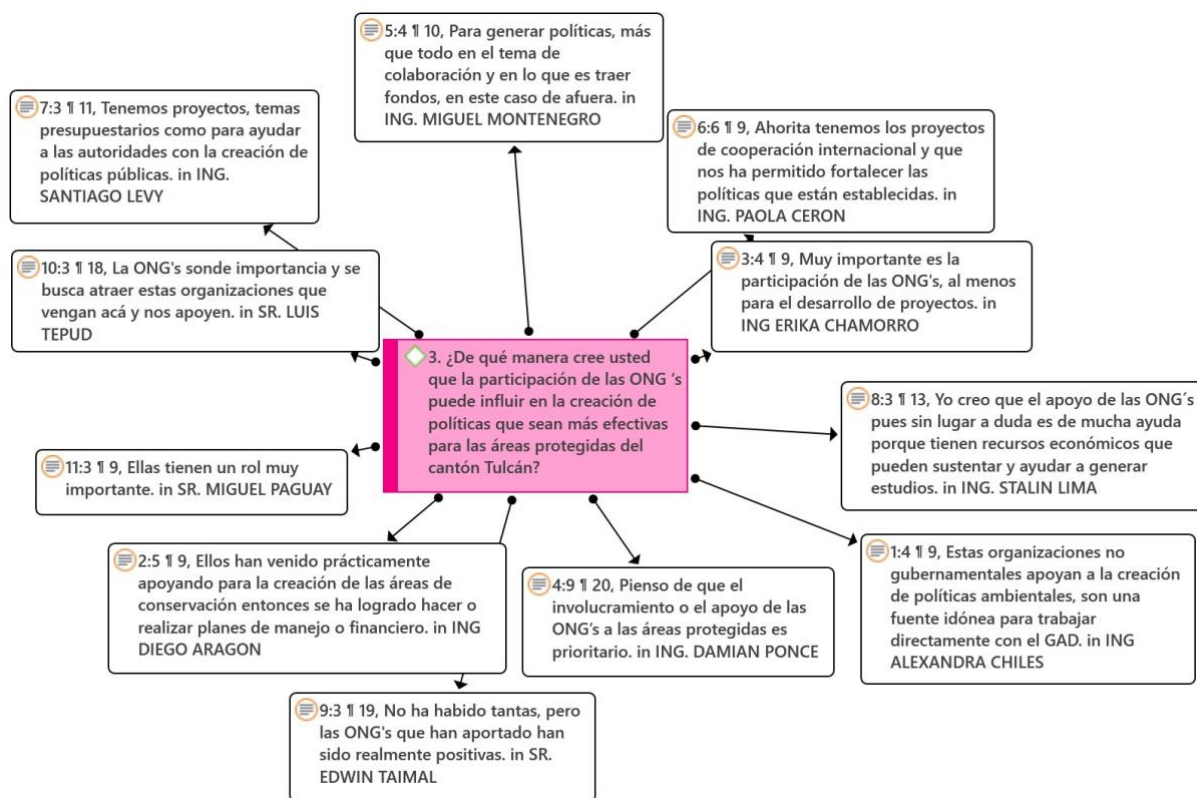 5:4 ¶ 10, Para generar políticas, más
que todo en el tema de
colaboración y en lo que es traer
fondos, en este caso de afuera. in
ING. MIGUEL MONTENEGRO
7:3 ¶ 11, Tenemos proyectos, temas
presupuestarios como para ayudar
a las autoridades con la creación de
políticas públicas. in ING.
SANTIAGO LEVY
6:6 ¶ 9, Ahorita tenemos los proyectos
de cooperación internacional y que
nos ha permitido fortalecer las
políticas que están establecidas. in
ING. PAOLA CERON
10:3 ¶ 18, La ONG's sonde importancia y se
busca atraer estas organizaciones que
vengan acá y nos apoyen. in SR. LUIS
TEPUD
3:4 ¶ 9, Muy importante es la
participación de las ONG's, al menos
para el desarrollo de proyectos. in
ING ERIKA CHAMORRO
3. ¿De qué manera cree usted
que la participación de las ONG 's
puede influir en la creación de
políticas que sean más efectivas
para las áreas protegidas del
cantón Tulcán?
8:3 ¶ 13, Yo creo que el apoyo de las ONG´s
pues sin lugar a duda es de mucha ayuda
porque tienen recursos económicos que
pueden sustentar y ayudar a generar
estudios. in ING. STALIN LIMA
11:3 ¶ 9, Ellas tienen un rol muy
importante. in SR. MIGUEL PAGUAY
2:5 ¶ 9, Ellos han venido prácticamente
apoyando para la creación de las áreas de
conservación entonces se ha logrado hacer o
realizar planes de manejo o financiero. in ING
DIEGO ARAGON
4:9 ¶ 20, Pienso de que el
involucramiento o el apoyo de las
ONG's a las áreas protegidas es
prioritario. in ING. DAMIAN PONCE
1:4 ¶ 9, Estas organizaciones no
gubernamentales apoyan a la creación
de políticas ambientales, son una
fuente idónea para trabajar
directamente con el GAD. in ING
ALEXANDRA CHILES
9:3 ¶ 19, No ha habido tantas, pero
las ONG's que han aportado han
sido realmente positivas. in SR.
EDWIN TAIMAL